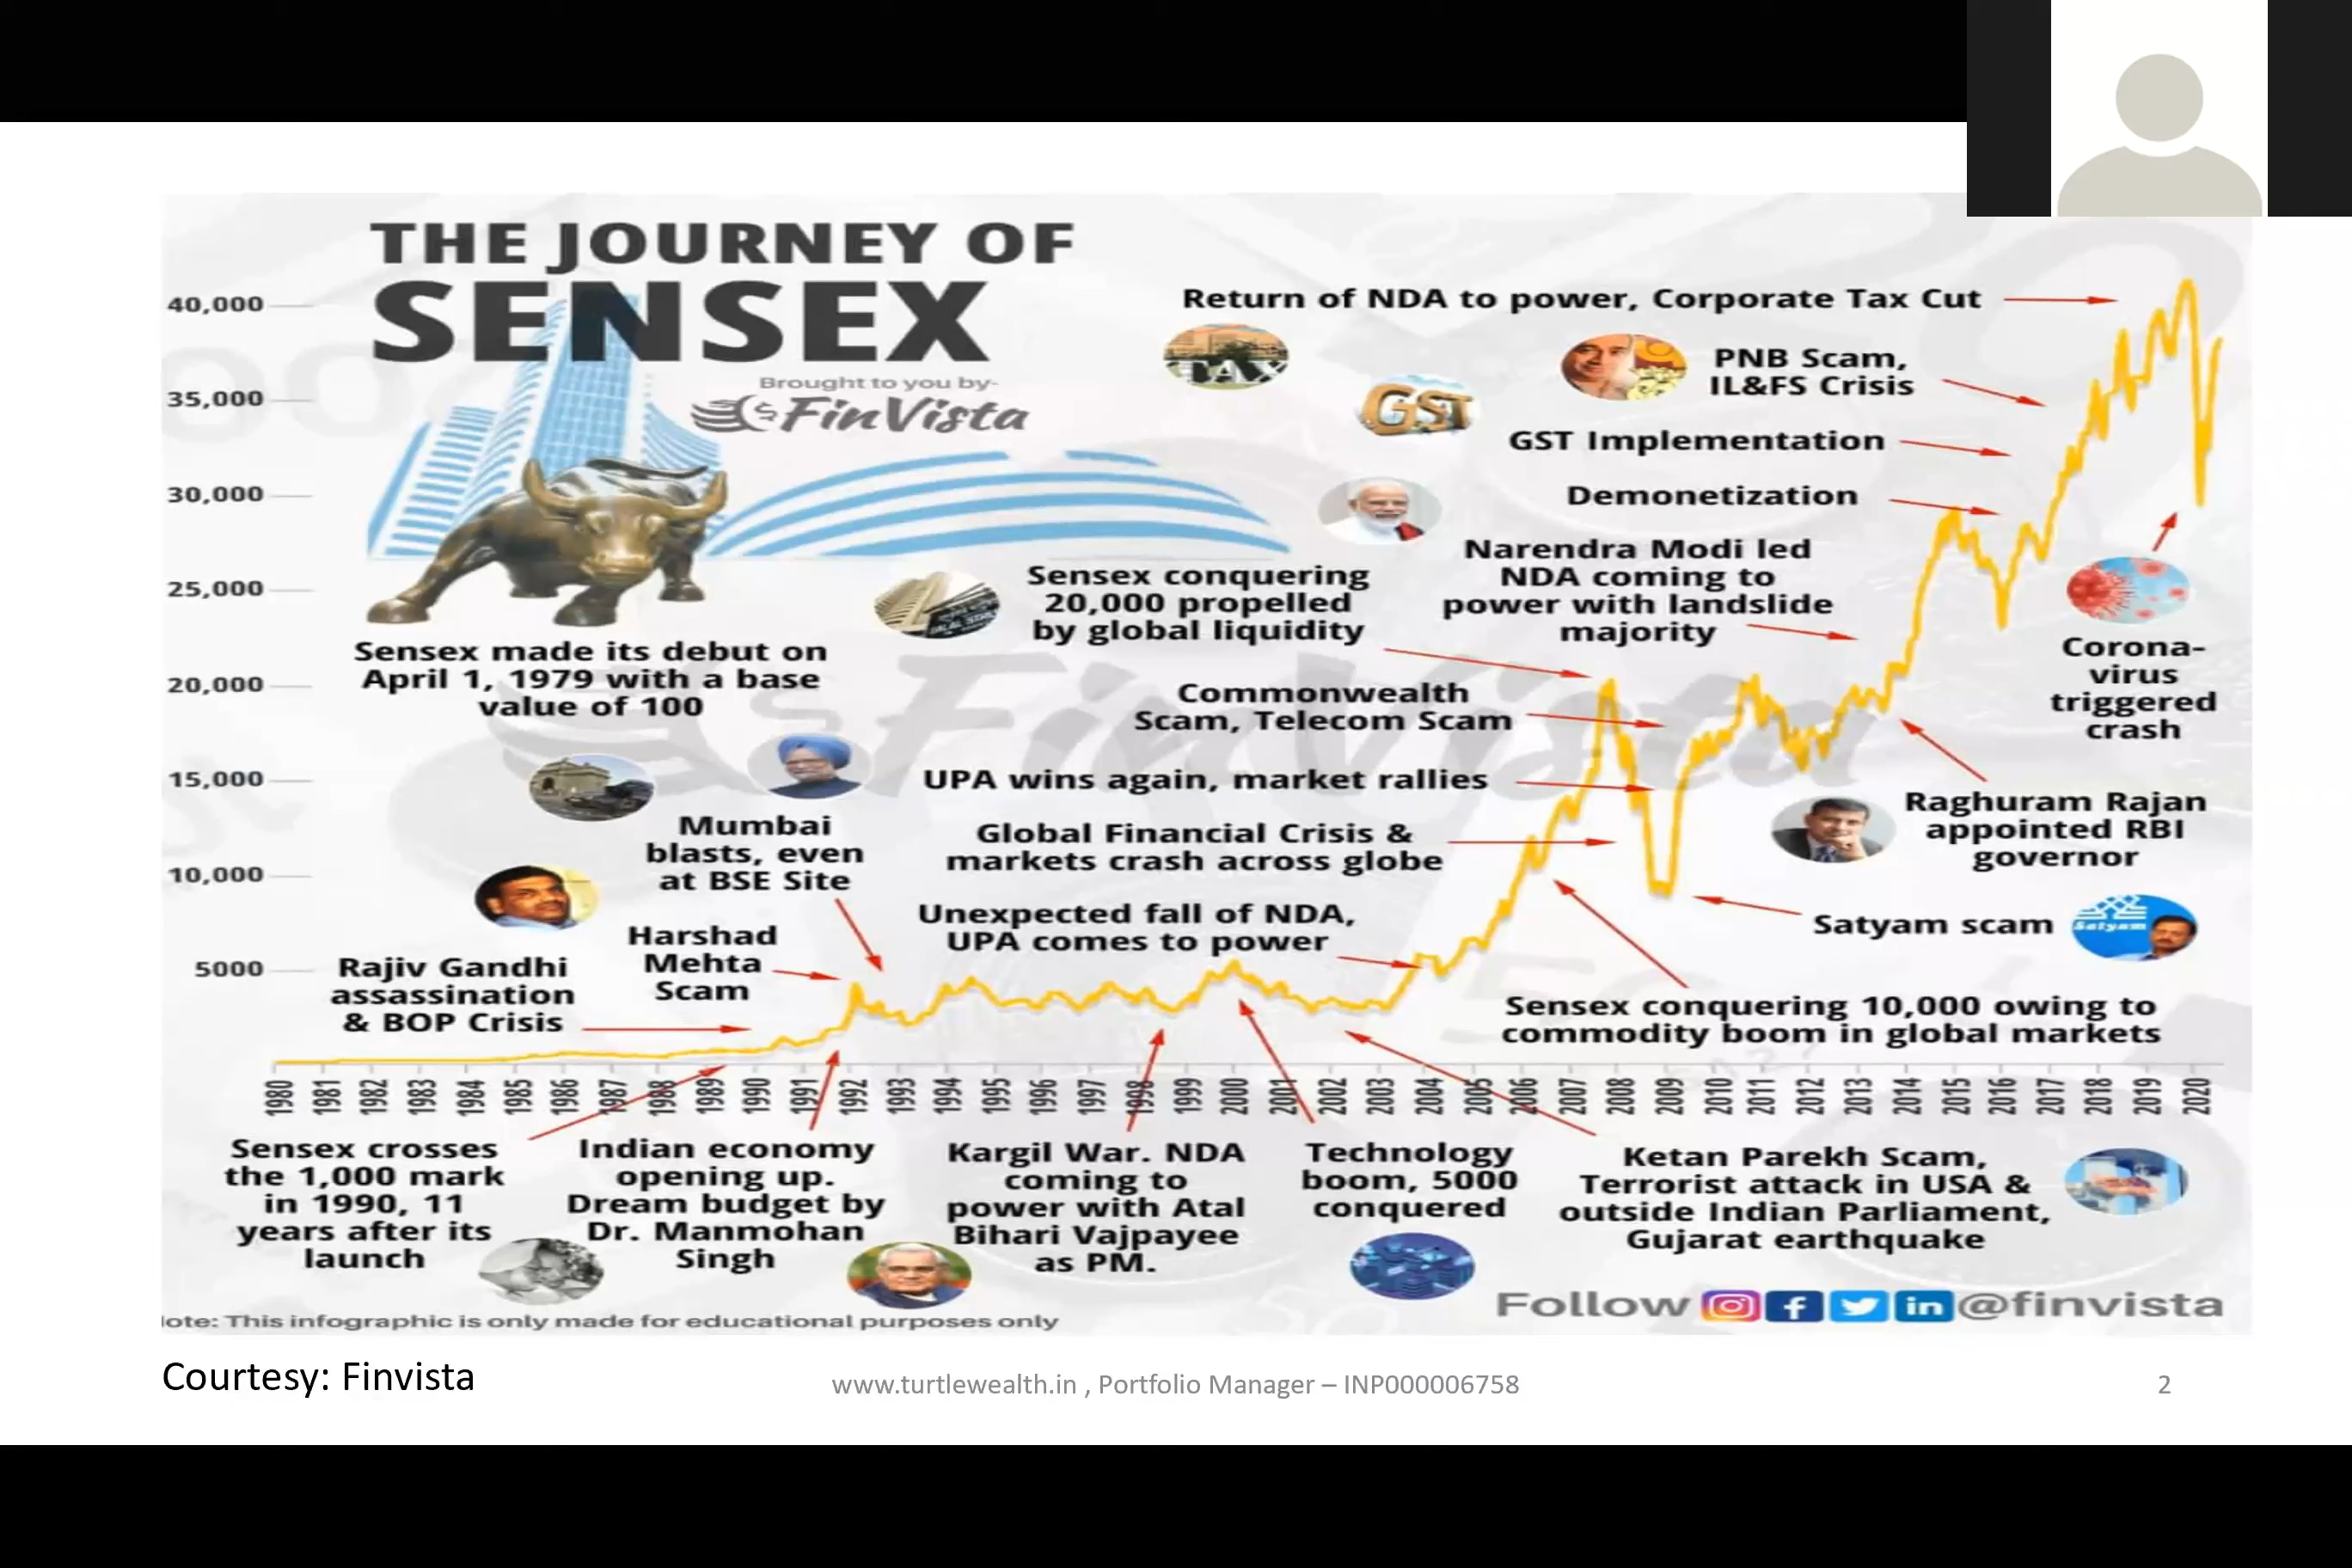 THE JOURNEY OF
SENSEX
Brought to you by-
FinVista
40,000
35,000
30,000
25,000
20,000
15,000
10,000
5000
Return of NDA to power, Corporate Tax Cut
TAX
PNB Scam,
IL&FS Crisis
GST
GST Implementation
Demonetization
Narendra Modi led
NDA coming to
power with landslide
majority
Sensex conquering
20,000 propelled
by global liquidity
Sensex made its debut on
April 1, 1979 with a base
value of 100
FinVista
Commonwealth
Scam, Telecom Scam
Corona-
virus
triggered
crash
UPA wins again, market rallies
Mumbai
blasts, even
at BSE Site
Global Financial Crisis &
markets crash across globe
Raghuram Rajan
appointed RBI
governor
Unexpected fall of NDA,
UPA comes to power
Satyam scam
Satyam
Harshad
Mehta
Scam
Rajiv Gandhi
assassination
& BOP Crisis
Sensex conquering 10,000 owing to
commodity boom in global markets
1980 1981 1982 1983 1984 1985 1986 1987 1988 1989 1990 1991 1992 1993 1994 1995 1996 1997 1998 1999 2000 2001 2002 2003 2004 2005 2006 2007 2008 2009 2010 2011 2012 2013 2014 2015 2016 2017 2018 2019 2020
Sensex crosses
the 1,000 mark
in 1990, 11
years after its
launch
Indian economy
opening up.
Dream budget by
Dr. Manmohan
Singh
Kargil War. NDA
coming to
power with Atal
Bihari Vajpayee
as PM.
Technology
boom, 5000
conquered
Ketan Parekh Scam,
Terrorist attack in USA &
outside Indian Parliament,
Gujarat earthquake
ote: This infographic is only made for educational purposes only
Follow @finvista
Courtesy: Finvista
www.turtlewealth.in , Portfolio Manager – INP000006758
2